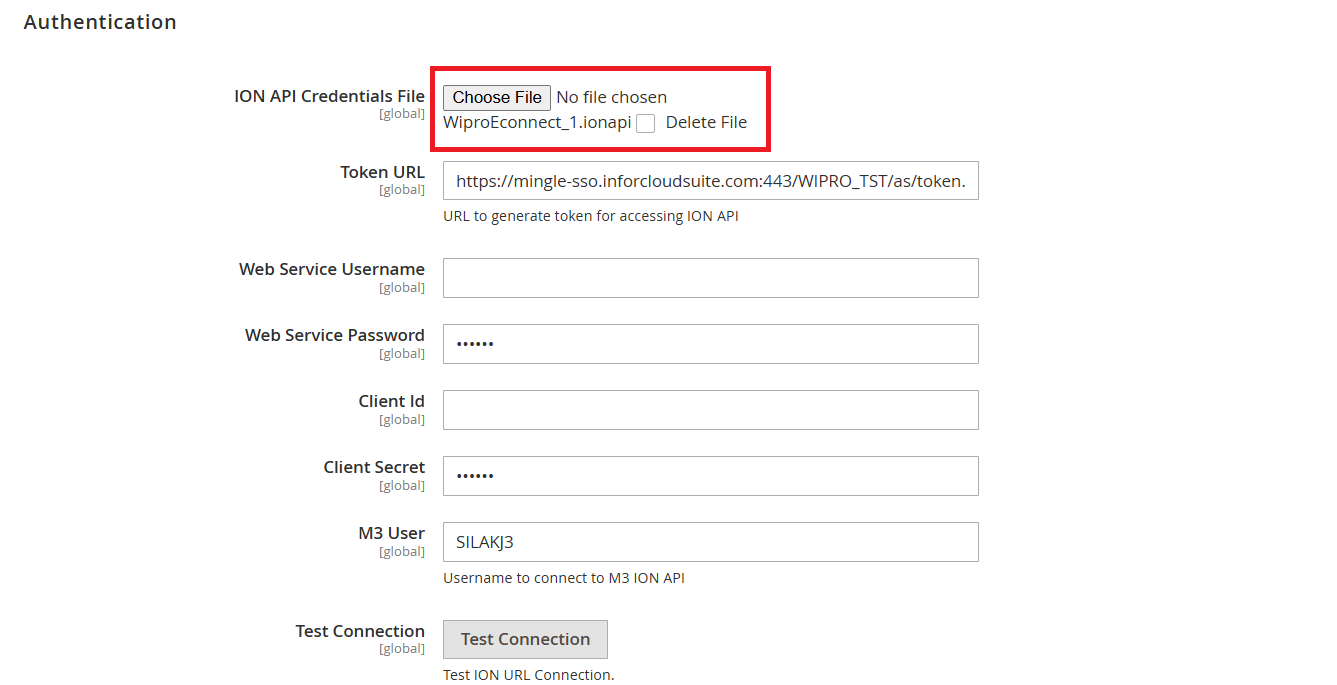 Authentication
ION API Credentials File
[global]
Choose File No file chosen
WiproEconnect_1.ionapi Delete File
Token URL
[global]
https://mingle-sso.inforcloudsuite.com:443/WIPRO_TST/as/token.
URL to generate token for accessing ION API
Web Service Username
[global]
Web Service Password
[global]
••••••
Client Id
[global]
Client Secret
[global]
••••••
M3 User
[global]
SILAKJ3
Username to connect to M3 ION API
Test Connection
[global]
Test Connection
Test ION URL Connection.